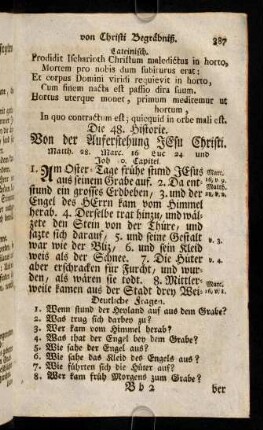 von Christi Begräbniß. 387
Lateinisch.
Prodidit Ischarioth Christum maledictus in horto,
Mortem pro nobis dum subiturus erat;
Et corpus Domini viridi requievit in horto,
Cum finem nacta est passio dira suum.
Hortus uterque monet, primum meditemur ut
hortum,
In quo contractum est; quicquid in orbe mali est.
Die 48. Historie.
Von der Auferstehung JEsu Christi.
Matth. 28. Marc. 16 Luc 24 und
Joh 20. Capitel.
1. Am Oster-Tage frühe stund JEsus
aus seinem Grabe auf. 2. Da ent-
stund ein grosses Erdbeben, 3. und der
Engel des HErrn kam vom Himmel
herab. 4. Derselbe trat hinzu, und wäl-
zete den Stein von der Thür, und
sazte sich darauf, 5. und seine Gestalt
war wie der Bliz, 6. und sein Kleid
weis als der Schnee. 7. Die Hüter
aber erschracken für Furcht, und wur-
den, als wären sie todt. 8. Mittler-
weile kamen aus der Stadt drey Wei-
Deutliche Fragen.
1. Wenn stund der Heyland auf aus dem Grabe?
2. Was trug sich darbey zu?
3. Wer kam vom Himmel herab?
4. Was that der Engel bey dem Grabe?
5. Wie sahe der Engel aus?
6. Wie sahe das Kleid des Engels aus?
7. Wie führten sich die Hüter auf?
8. Wer kam früh Morgens zum Grabe?
B b 2 ber